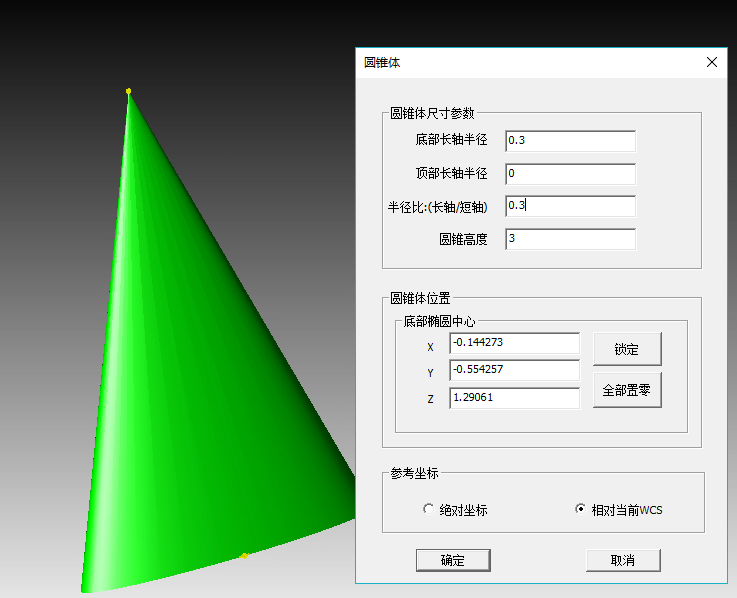 圆锥体
圆锥体尺寸参数
底部长轴半径 0.3
顶部长轴半径 0
半径比:(长轴/短轴) 0.3
圆锥高度 3
圆锥体位置
底部椭圆中心
X -0.144273
锁定
Y -0.554257
全部置零
Z 1.29061
参考坐标
绝对坐标 相对当前WCS
确定 取消